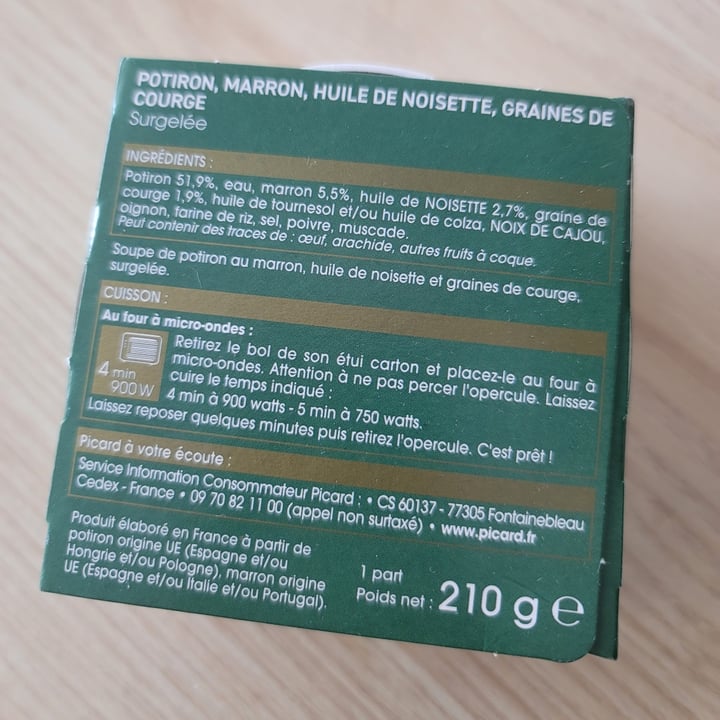 POTIRON, MARRON, HUILE DE NOISETTE, GRAINES DE
COURGE
Surgelée
INGRÉDIENTS :
Potiron 51,9%, eau, marron 5,5%, huile de NOISETTE 2,7%, graine de
courge 1,9%, huile de tournesol et/ou huile de colza, NOIX DE CAJOU,
oignon, farine de riz, sel, poivre, muscade.
Peut contenir des traces de : œuf, arachide, autres fruits à coque.
Soupe de potiron au marron, huile de noisette et graines de courge,
surgelée.
CUISSON :
Au four à micro-ondes :
4 min
900 W
Retirez le bol de son étui carton et placez-le au four à
micro-ondes. Attention à ne pas percer l'opercule. Laissez
cuire le temps indiqué :
4 min à 900 watts - 5 min à 750 watts.
Laissez reposer quelques minutes puis retirez l'opercule. C'est prêt !
Picard à votre écoute :
Service Information Consommateur Picard : • CS 60137 - 77305 Fontainebleau
Cedex - France • 09 70 82 11 00 (appel non surtaxé) • www.picard.fr
Produit élaboré en France à partir de
potiron origine UE (Espagne et/ou
Hongrie et/ou Pologne), marron origine
UE (Espagne et/ou Italie et/ou Portugal).
1 part
Poids net : 210 g ℮